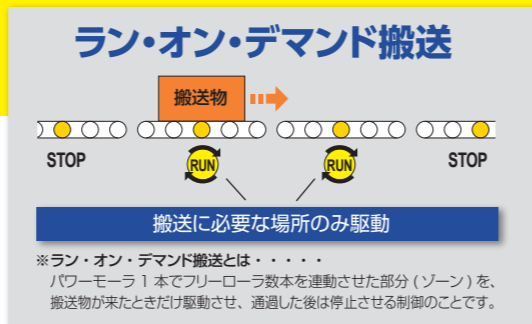 ラン・オン・デマンド搬送
搬送物
STOP
RUN
RUN
STOP
搬送に必要な場所のみ駆動
※ラン・オン・デマンド搬送とは・・・・・
パワーモーラ 1 本でフリーローラ数本を連動させた部分 ( ゾーン ) を、
搬送物が来たときだけ駆動させ、通過した後は停止させる制御のことです。